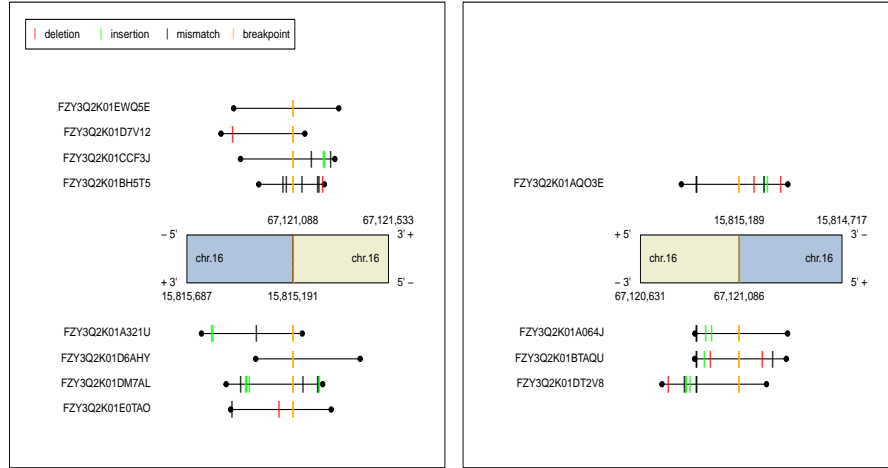 deletion insertion mismatch breakpoint
FZY3Q2K01EWQ5E
FZY3Q2K01D7V12
FZY3Q2K01CCF3J
FZY3Q2K01BH5T5
67,121,088 67,121,533
– 5' 3' +
chr.16 chr.16
+ 3' 5' –
15,815,687 15,815,191
FZY3Q2K01A321U
FZY3Q2K01D6AHY
FZY3Q2K01DM7AL
FZY3Q2K01E0TAO
FZY3Q2K01AQO3E
15,815,189 15,814,717
+ 5' 3' –
chr.16 chr.16
– 3' 5' +
67,120,631 67,121,086
FZY3Q2K01A064J
FZY3Q2K01BTAQU
FZY3Q2K01DT2V8